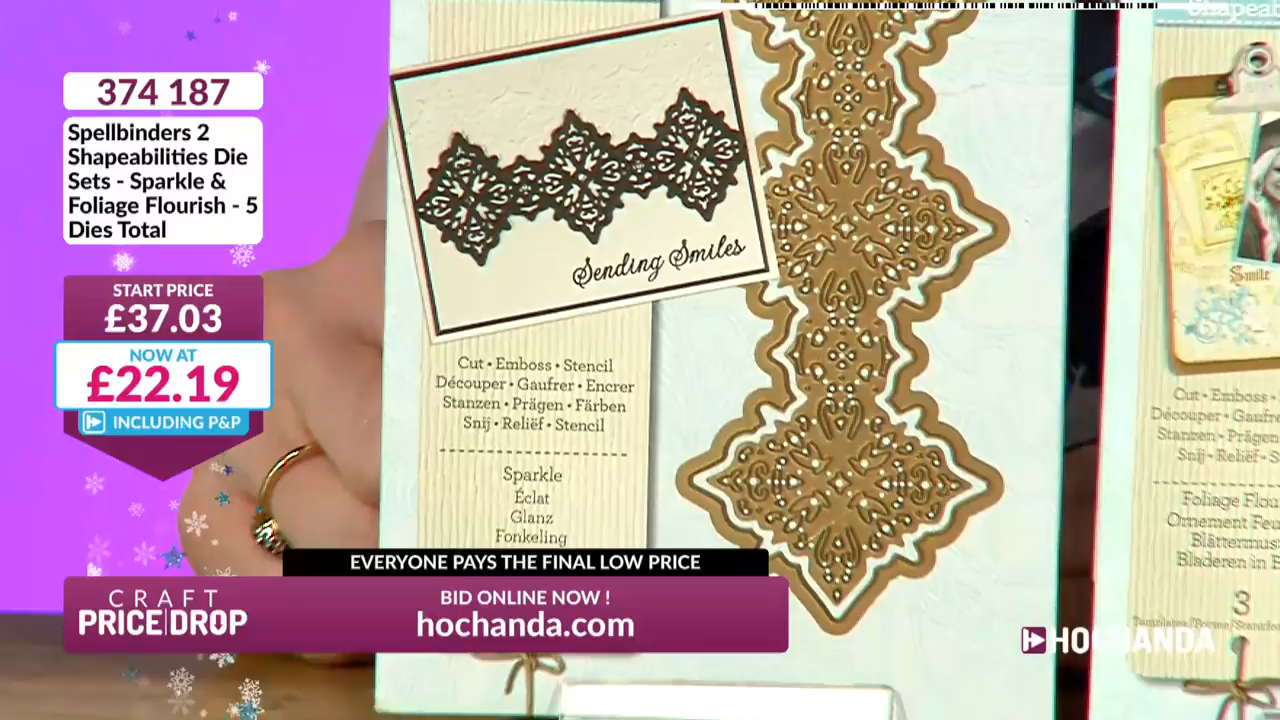 374 187
Spellbinders 2
Shapeabilities Die
Sets - Sparkle &
Foliage Flourish - 5
Dies Total
START PRICE
£37.03
NOW AT
£22.19
INCLUDING P&P
Sending Smiles
Cut • Emboss • Stencil
Découper • Gaufrer • Encrer
Stanzen • Prägen • Färben
Snij • Reliëf • Stencil
Sparkle
Éclat
Glanz
Fonkeling
Smile
Cut • Emboss •
Découper • Gaufr
Stanzen • Prägen
Snij • Reliëf • S
Foliage Flou
Ornement Feu
Blättermus
Bladeren in
3
EVERYONE PAYS THE FINAL LOW PRICE
CRAFT
PRICE DROP
BID ONLINE NOW !
hochanda.com
HOCHANDA